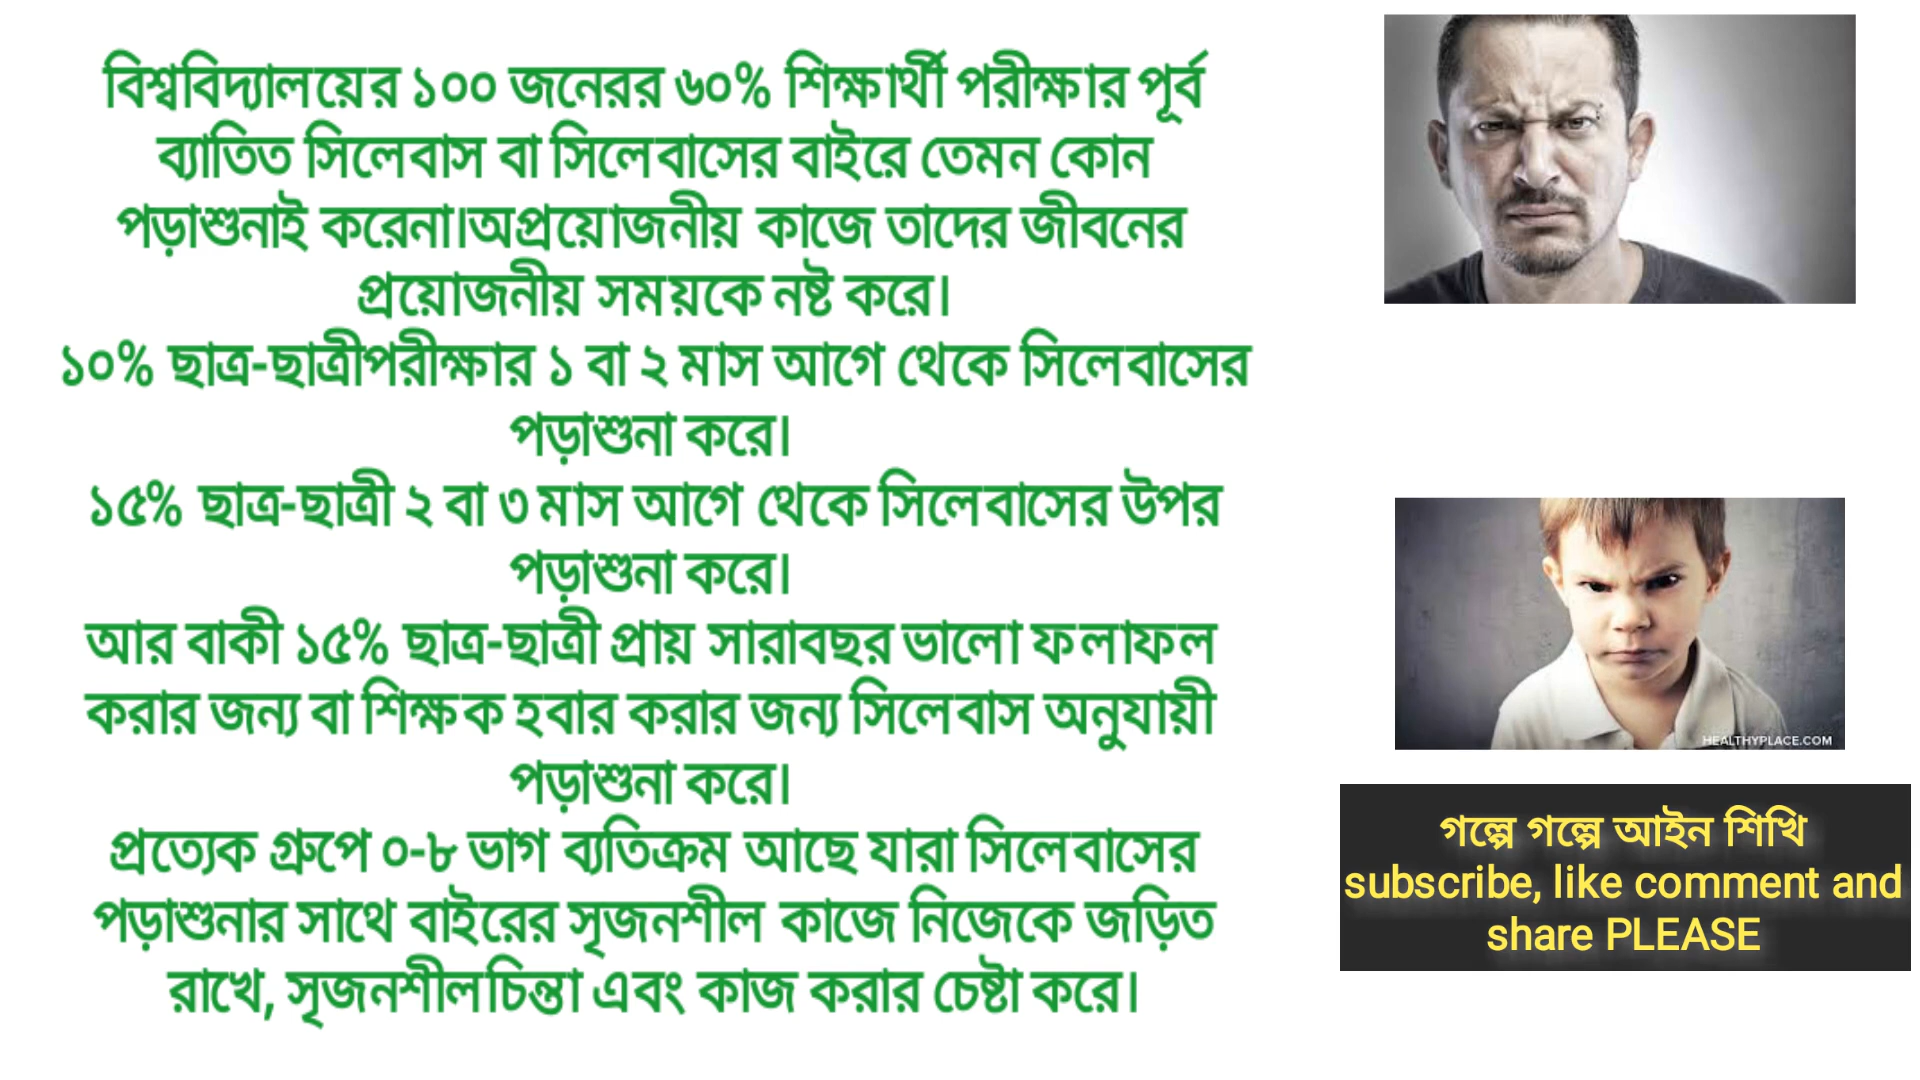 বিশ্ববিদ্যালয়ের ১০০ জনেরর ৬০% শিক্ষার্থী পরীক্ষার পূর্ব
ব্যাতিত সিলেবাস বা সিলেবাসের বাইরে তেমন কোন
পড়াশুনাই করেনা।অপ্রয়োজনীয় কাজে তাদের জীবনের
প্রয়োজনীয় সময়কে নষ্ট করে।
১০% ছাত্র-ছাত্রীপরীক্ষার ১ বা ২ মাস আগে থেকে সিলেবাসের
পড়াশুনা করে।
১৫% ছাত্র-ছাত্রী ২ বা ৩ মাস আগে থেকে সিলেবাসের উপর
পড়াশুনা করে।
আর বাকী ১৫% ছাত্র-ছাত্রী প্রায় সারাবছর ভালো ফলাফল
করার জন্য বা শিক্ষক হবার করার জন্য সিলেবাস অনুযায়ী
পড়াশুনা করে।
প্রত্যেক গ্রুপে ০-৮ ভাগ ব্যতিক্রম আছে যারা সিলেবাসের
পড়াশুনার সাথে বাইরের সৃজনশীল কাজে নিজেকে জড়িত
রাখে, সৃজনশীলচিন্তা এবং কাজ করার চেষ্টা করে।
HEALTHYPLACE.COM
গল্পে গল্পে আইন শিখি
subscribe, like comment and
share PLEASE